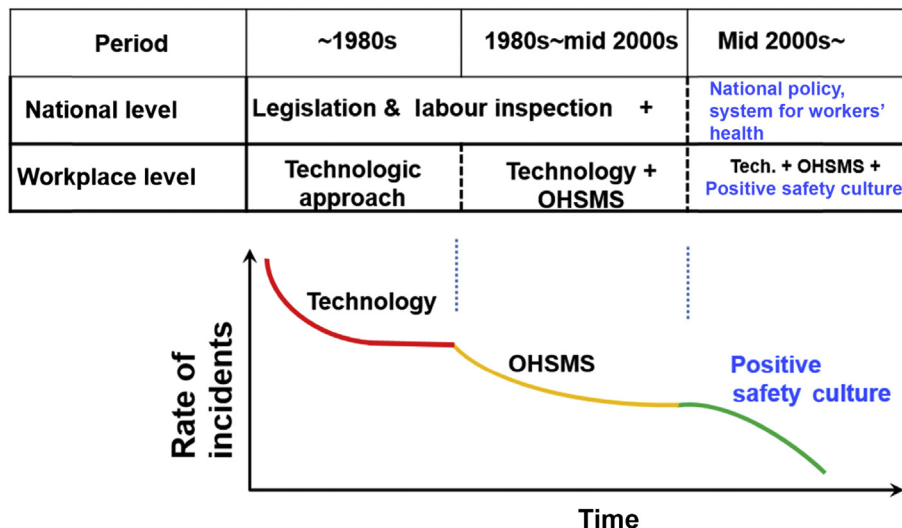 Period
~1980s
1980s~mid 2000s
Mid 2000s~
National level
Legislation & labour inspection +
National policy,
system for workers'
health
Workplace level
Technologic
approach
Technology +
OHSMS
Tech. + OHSMS +
Positive safety culture
Technology
OHSMS
Positive
safety culture
Rate of
incidents
Time